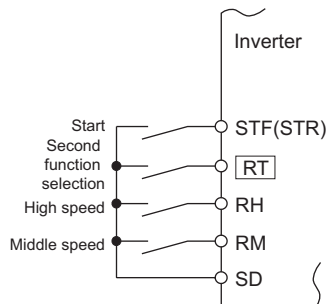 Inverter
Start
STF(STR)
Second
function
selection
RT
High speed
RH
Middle speed
RM
SD